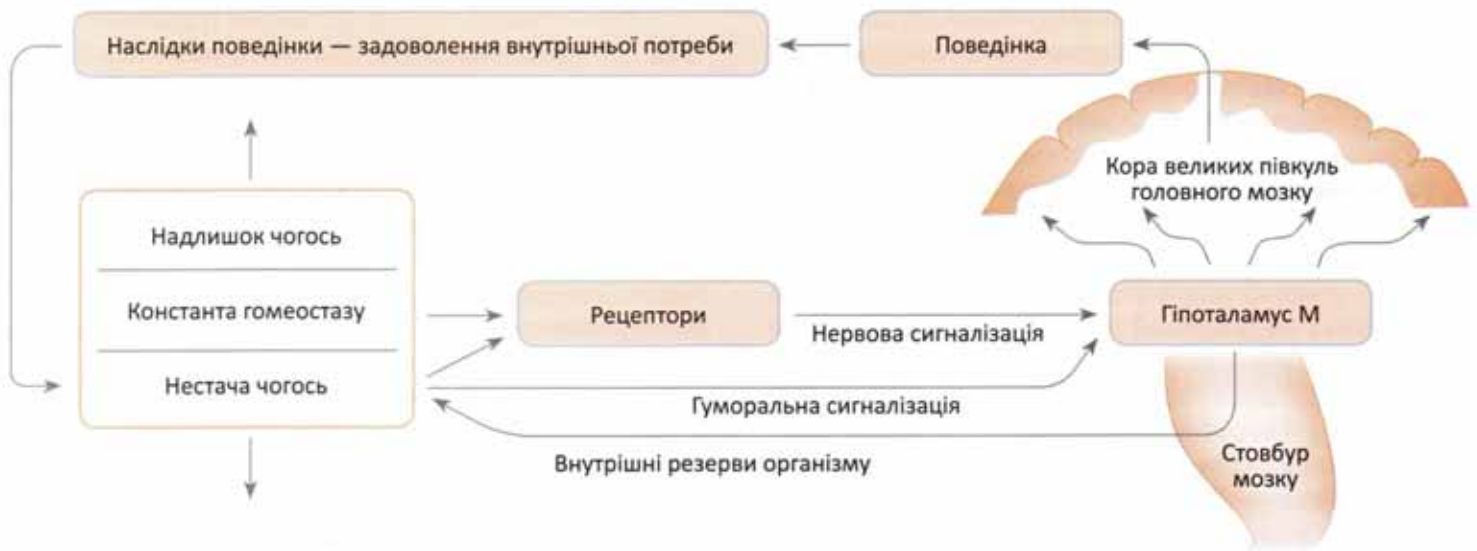 Наслідки поведінки — задоволення внутрішньої потреби
Поведінка
Кора великих півкуль
головного мозку
Надлишок чогось
Константа гомеостазу
Нестача чогось
Рецептори
Нервова сигналізація
Гіпоталамус М
Гуморальна сигналізація
Внутрішні резерви організму
Стовбур
мозку